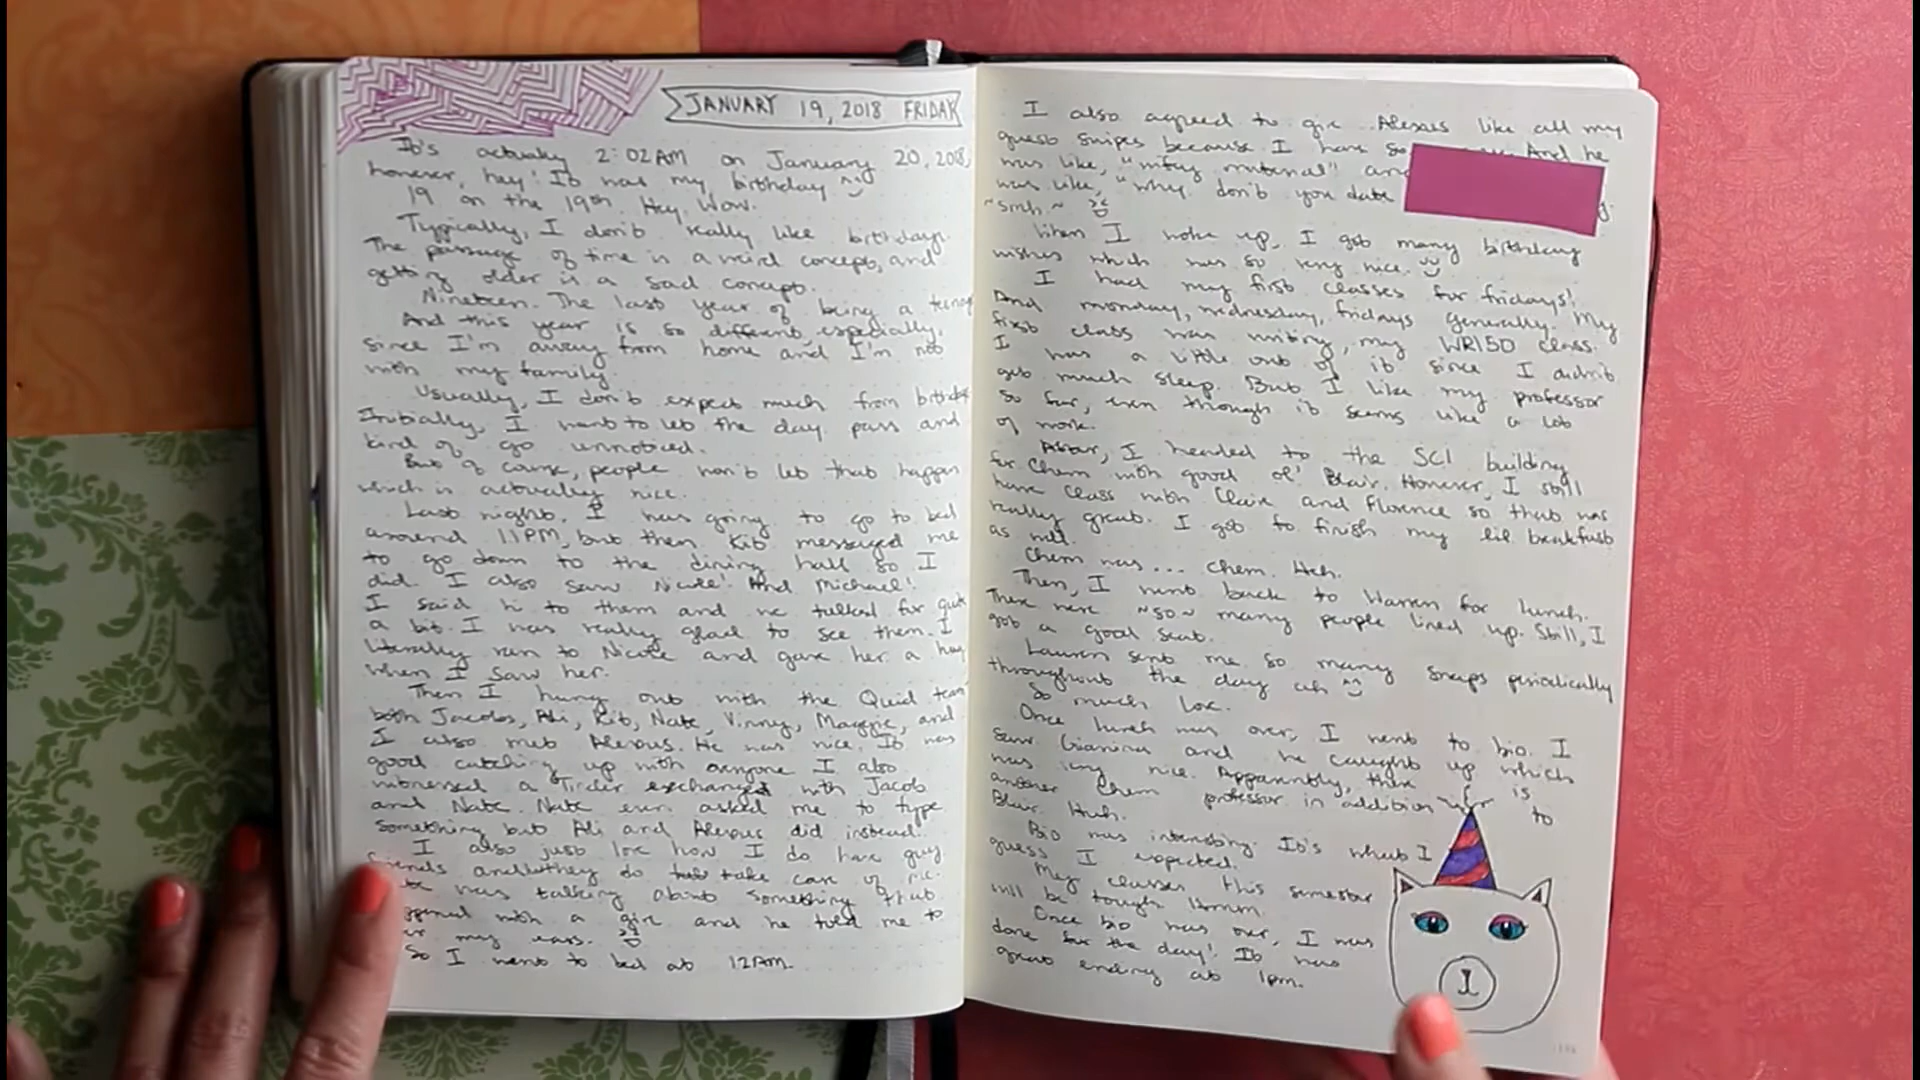 JANUARY 19, 2018 FRIDAY
It's actually 2:02AM on January 20, 2018,
however, hey! It was my birthday
19 on the 19th. Hey. Wow.
Typically, I don't really like birthdays.
The passage of time is a weird concept, and
getting older is a sad concept.
Nineteen. The last year of being a teenag
And this year is so different, especially,
since I'm away from home and I'm not
with my family.
Usually, I don't expect much from birthdays
Initially, I want to let the day pass and
kind of go unnoticed.
But of course, people won't let that happen
which is actually nice.
Last night, I was going to go to bed
around 11PM, but then Kit messaged me
to go down to the dining hall so I
did. I also saw Nicole! And Michael!
I said hi to them and we talked for quite
a bit. I was really glad to see them. I
literally ran to Nicole and gave her a hug
when I saw her.
Then I hung out with the Quid team
both Jacobs, Ali, Kit, Nate, Vinny, Maggie, and
I also met He was nice. It was
good catching up with I also
witnessed a Tinder with Jacob
and Nate. Nate even asked me to type
something but Ali and did instead.
I also just love how I do have guy
friends and they do take care of me.
was talking about something that
with a girl and he told me to
my ears.
So I went to bed at 12AM.
I also agreed to give like all my
guest swipes because I have so And he
was like, " material" and
was like, "why don't you date
~smh.~
When I woke up, I got many birthday
wishes which was so very nice.
I had my first classes for fridays!
And monday, wednesday, fridays generally. My
first class was writing, my WR150 class.
I was a little out of it since I didn't
get much sleep. But I like my professor
so far, even though it seems like a lot
of work.
After, I headed to the SCI building
for Chem with good ol' Blair. However, I still
have class with Claire and Florence so that was
really great. I got to finish my lil breakfast
as well.
Chem was... chem. Heh.
Then, I went back to Warren for lunch.
There were ~so~ many people lined up. Still, I
got a good seat.
Lauren sent me so many snaps periodically
throughout the day ah
So much love.
Once lunch was over, I went to bio. I
saw and we caught up which
was very nice. Apparently, there is
another Chem professor in addition to
Blair. Huh.
Bio was interesting. It's what I
guess I expected.
My classes this semester
will be tough. Hmmm.
Once bio was over, I was
done for the day! It was
great ending at 1pm.